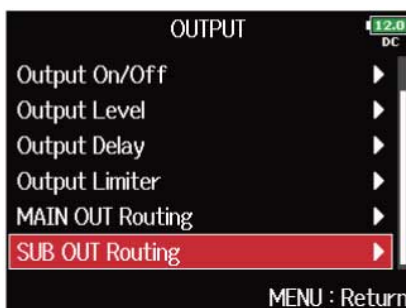 OUTPUT
12.0
DC
Output On/Off
Output Level
Output Delay
Output Limiter
MAIN OUT Routing
SUB OUT Routing
MENU : Return